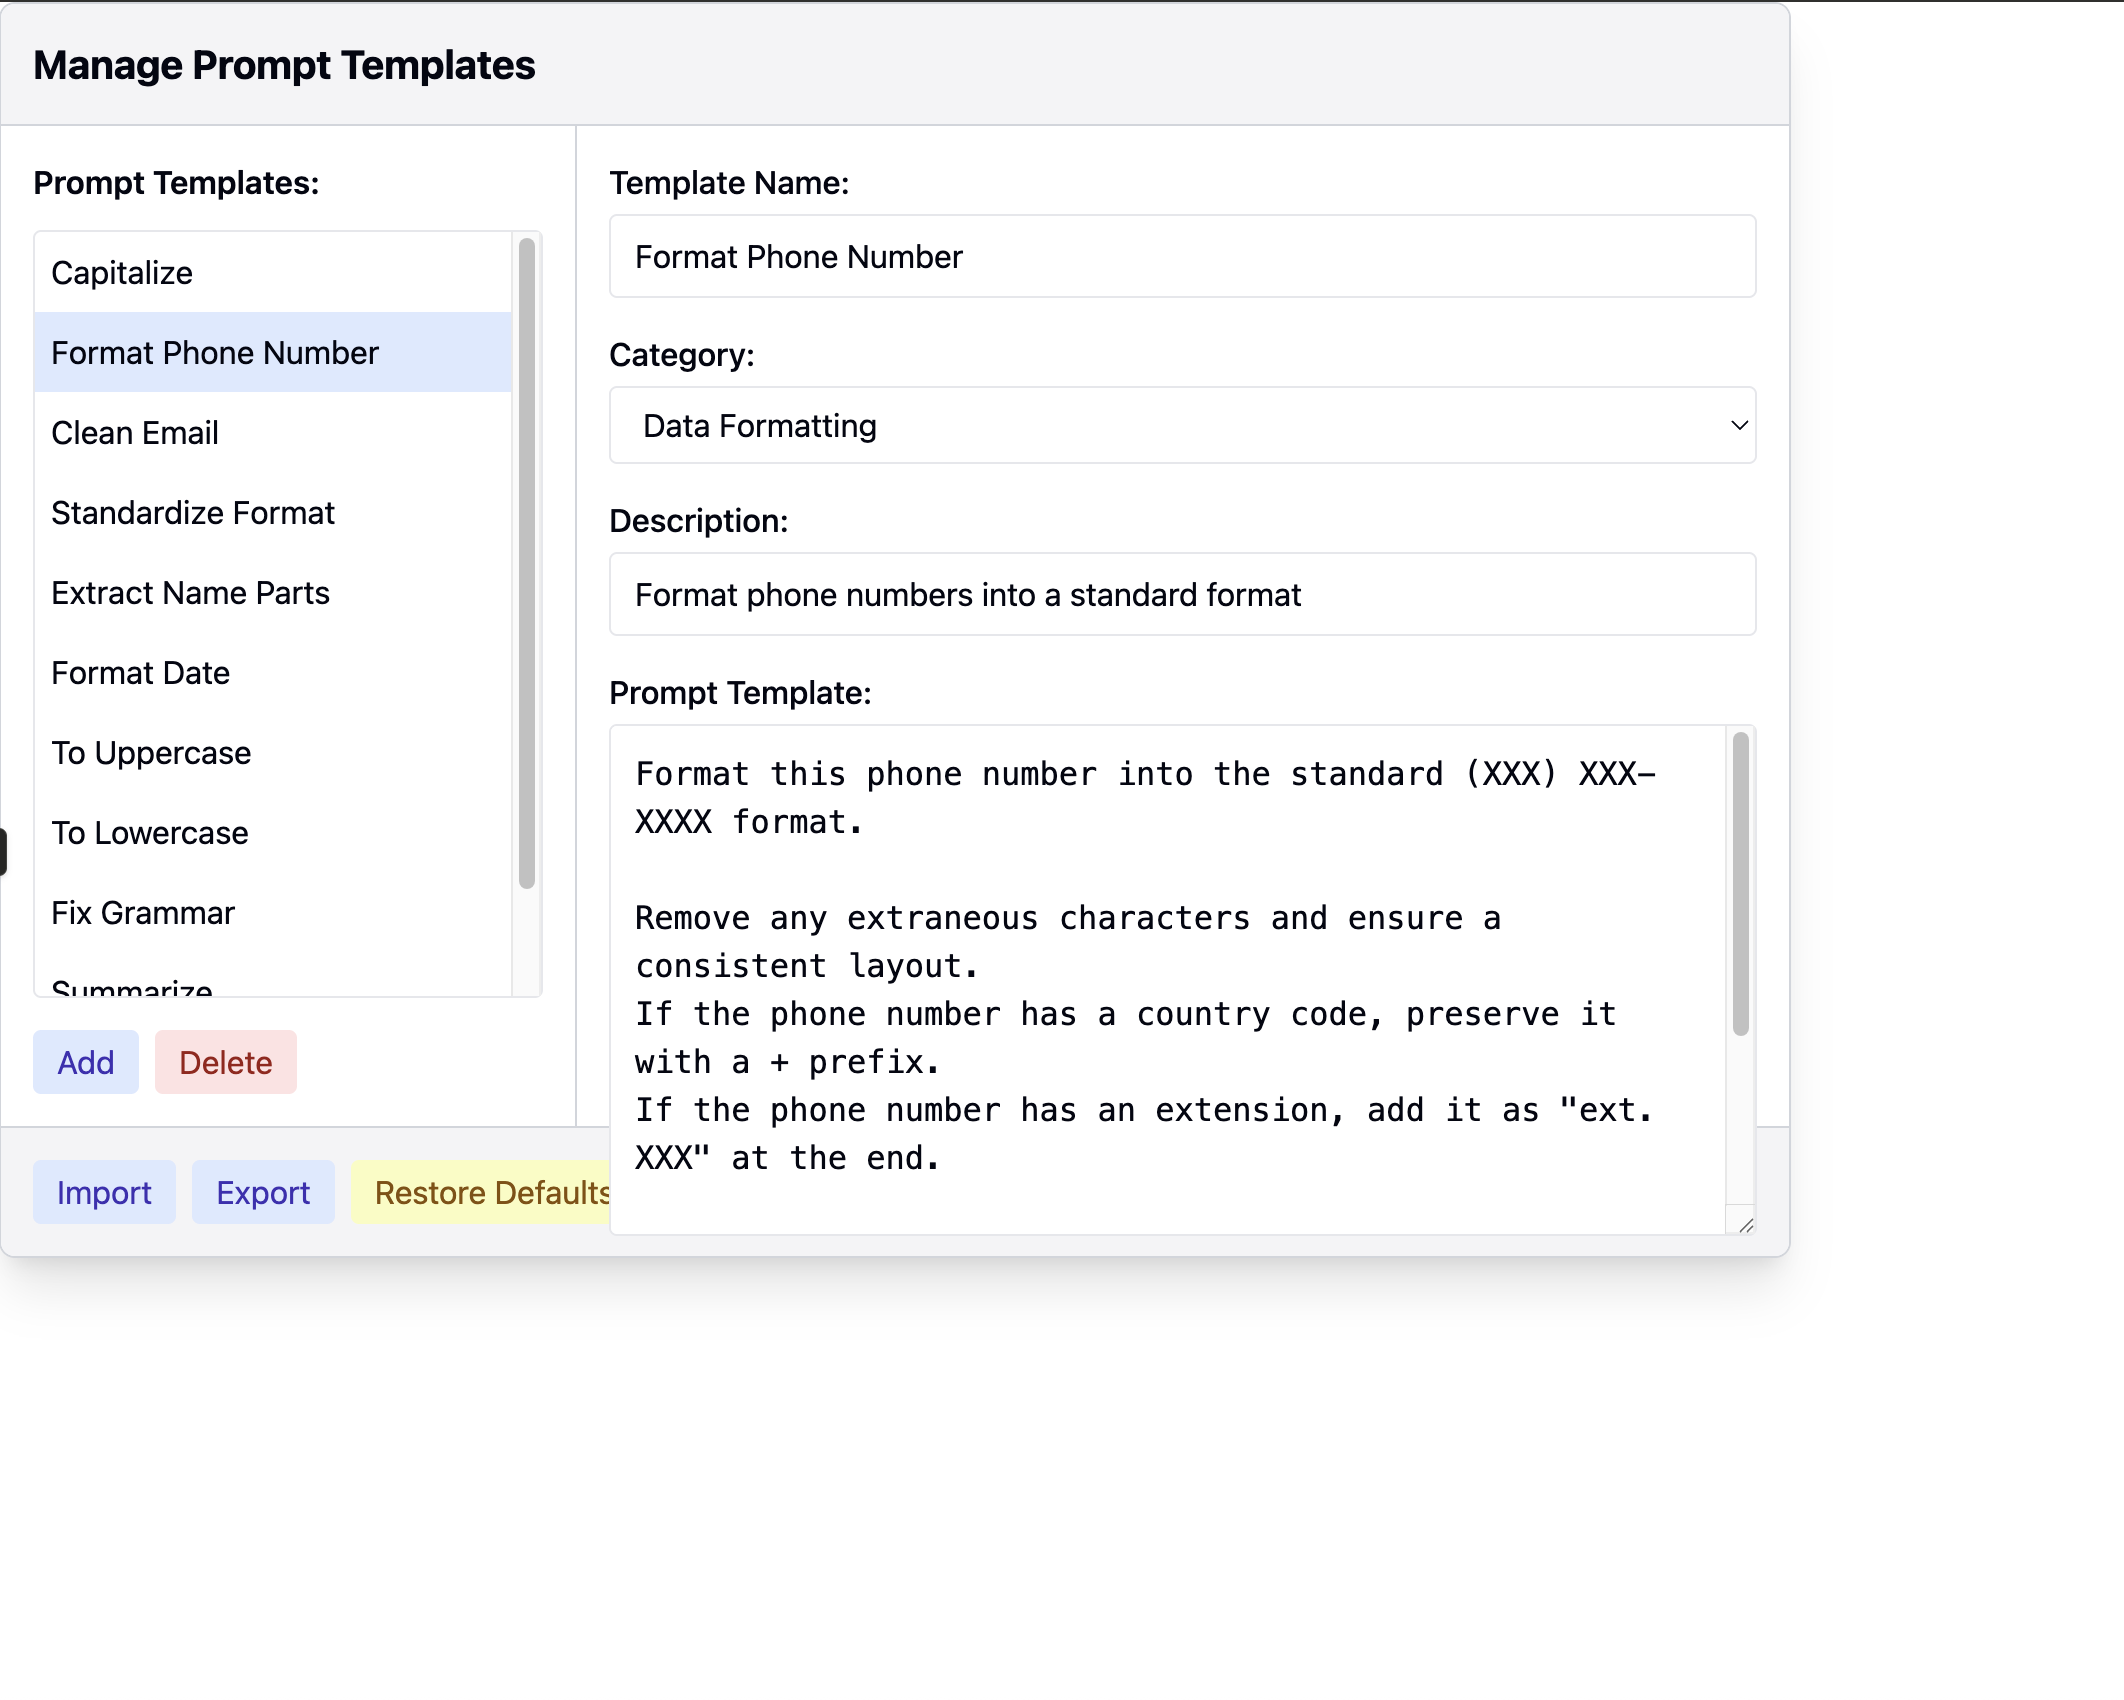 Manage Prompt Templates
Prompt Templates:
Capitalize
Format Phone Number
Clean Email
Standardize Format
Extract Name Parts
Format Date
To Uppercase
To Lowercase
Fix Grammar
Summarize
Add
Delete
Template Name:
Format Phone Number
Category:
Data Formatting
Description:
Format phone numbers into a standard format
Prompt Template:
Format this phone number into the standard (XXX) XXX-
XXXX format.
Remove any extraneous characters and ensure a
consistent layout.
If the phone number has a country code, preserve it
with a + prefix.
If the phone number has an extension, add it as "ext.
XXX" at the end.
Import
Export
Restore Defaults